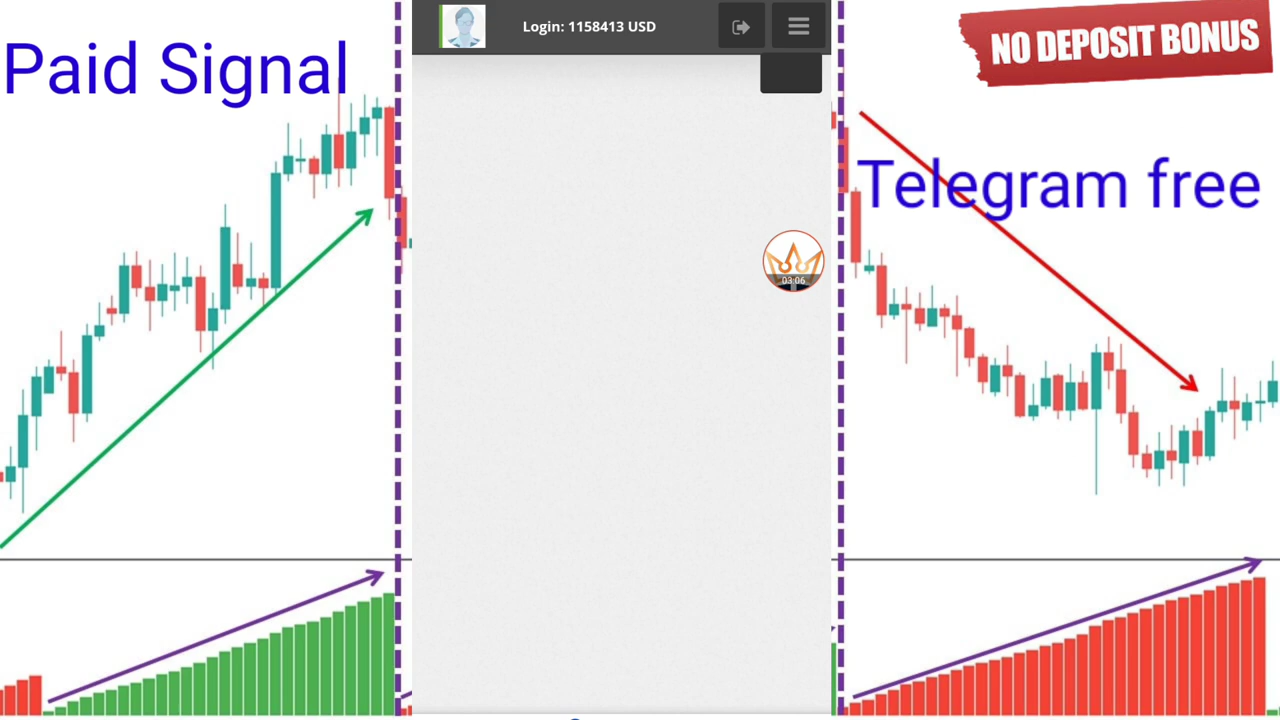 Paid Signal
Login: 1158413 USD
NO DEPOSIT BONUS
Telegram free
03:06